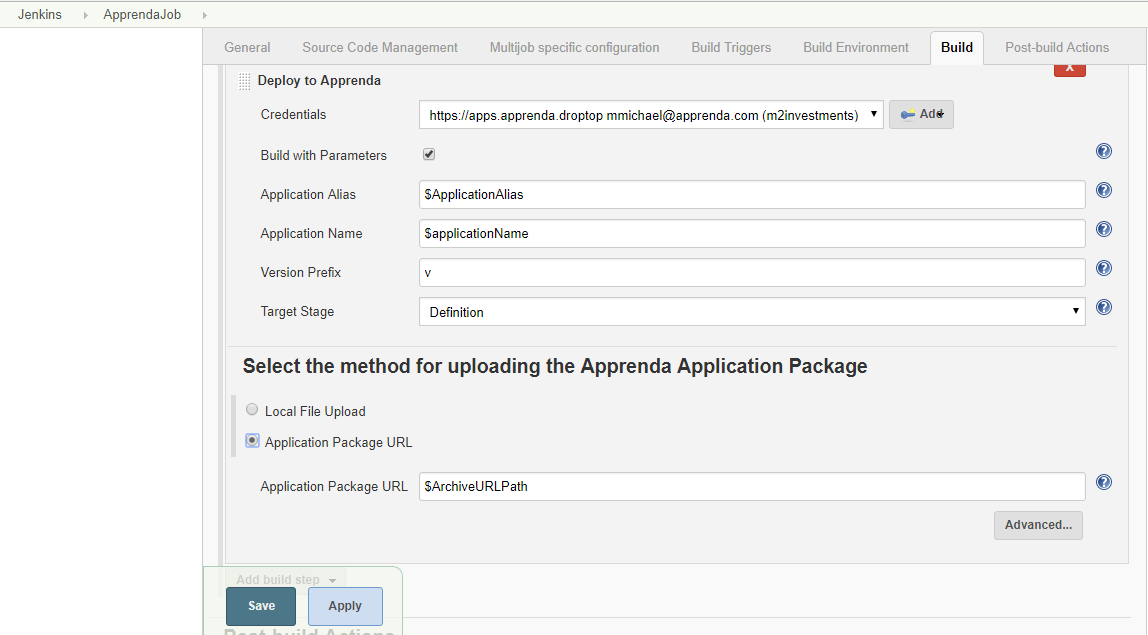 Jenkins ApprendaJob
General Source Code Management Multijob specific configuration Build Triggers Build Environment Build Post-build Actions
X
Deploy to Apprenda
Credentials https://apps.apprenda.droptop mmichael@apprenda.com (m2investments) Add
Build with Parameters
Application Alias $ApplicationAlias
Application Name $applicationName
Version Prefix v
Target Stage Definition
Select the method for uploading the Apprenda Application Package
Local File Upload
Application Package URL
Application Package URL $ArchiveURLPath
Advanced...
Add build step
Save Apply
Post-build Actions